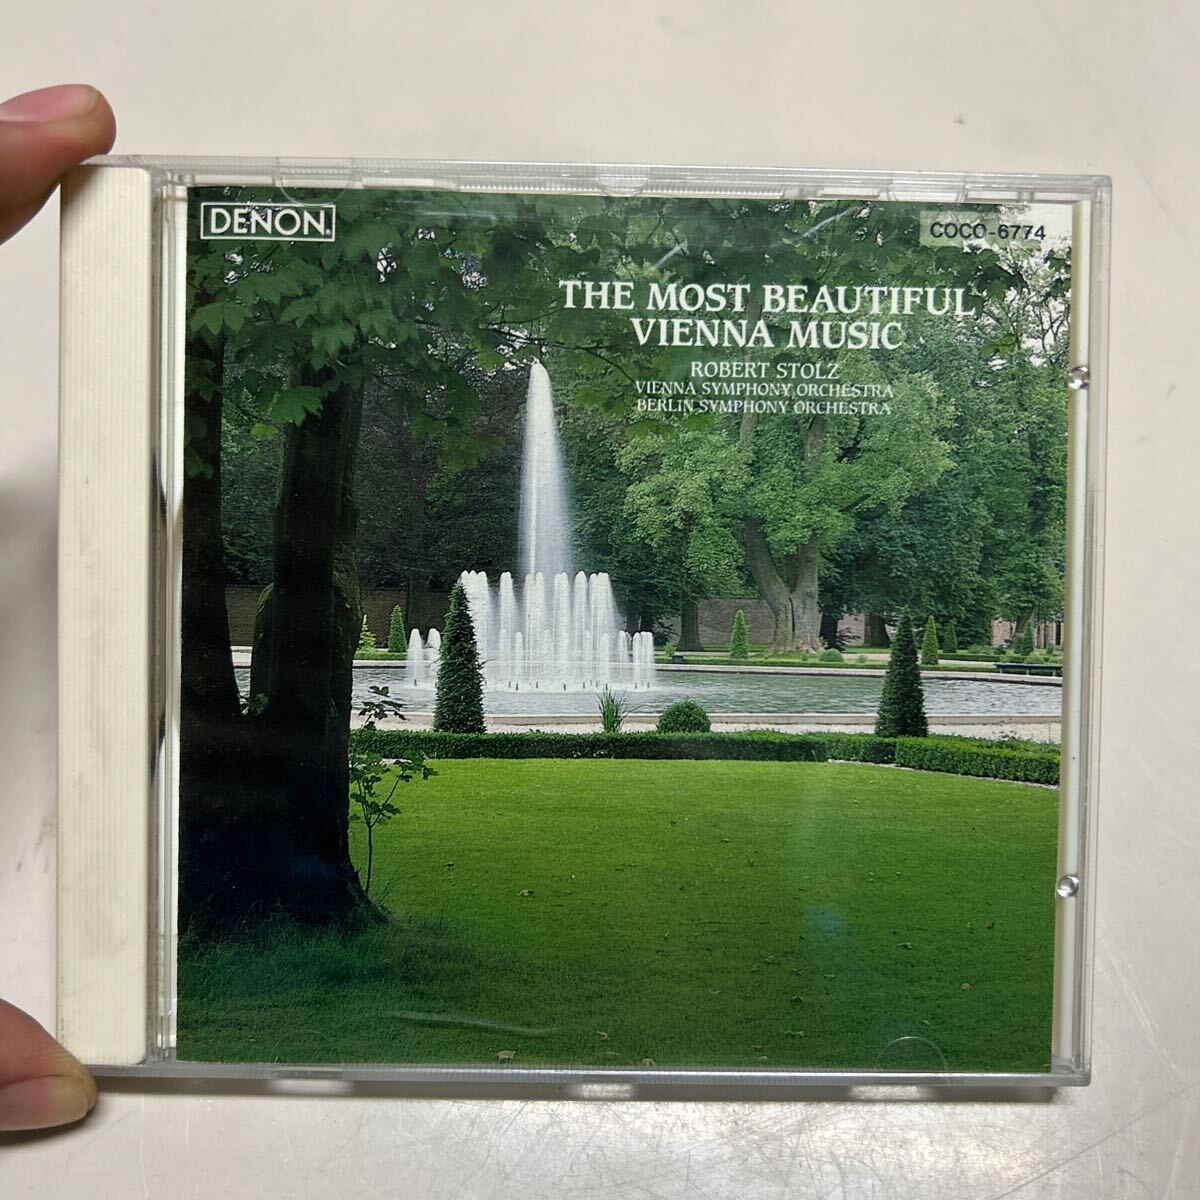 DENON®
COCO-6774
THE MOST BEAUTIFUL
VIENNA MUSIC
ROBERT STOLZ
VIENNA SYMPHONY ORCHESTRA
BERLIN SYMPHONY ORCHESTRA